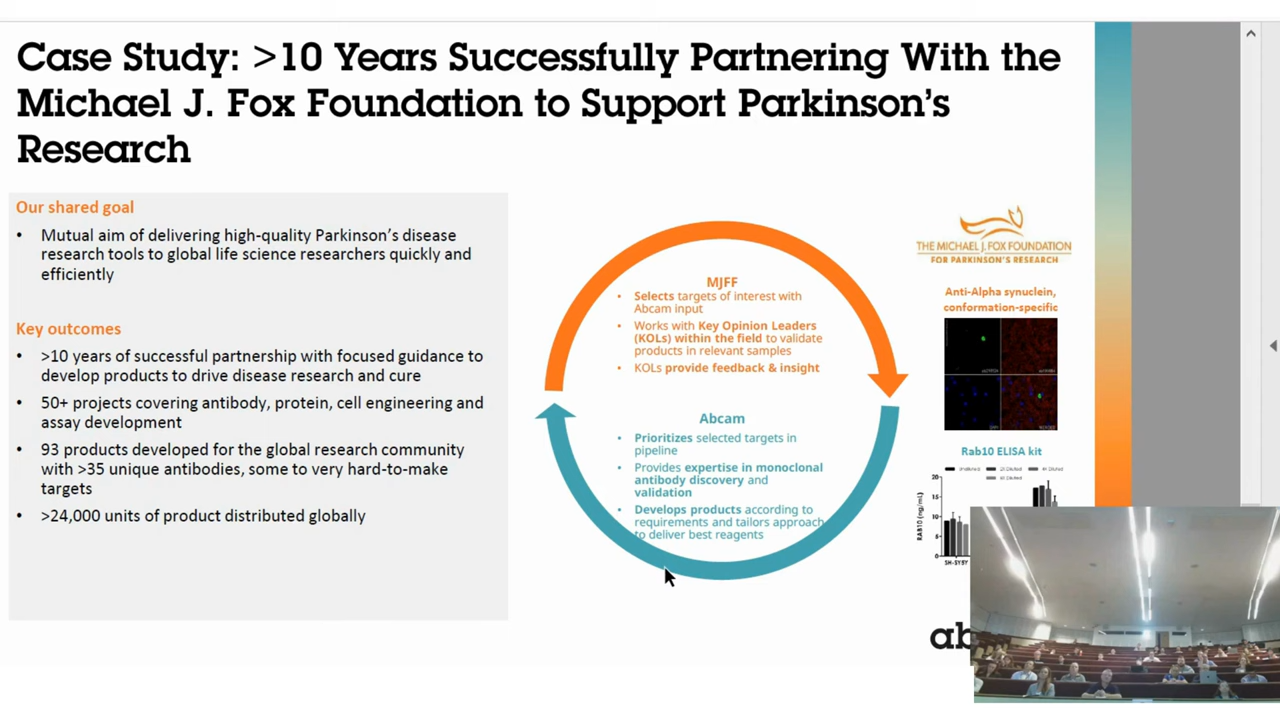 Case Study: >10 Years Successfully Partnering With the
Michael J. Fox Foundation to Support Parkinson's
Research
Our shared goal
• Mutual aim of delivering high-quality Parkinson's disease
research tools to global life science researchers quickly and
efficiently
Key outcomes
• >10 years of successful partnership with focused guidance to
develop products to drive disease research and cure
• 50+ projects covering antibody, protein, cell engineering and
assay development
• 93 products developed for the global research community
with >35 unique antibodies, some to very hard-to-make
targets
• >24,000 units of product distributed globally
MJFF
• Selects targets of interest with
Abcam input
• Works with Key Opinion Leaders
(KOLs) within the field to validate
products in relevant samples
• KOLs provide feedback & insight
Abcam
• Prioritizes selected targets in
pipeline
• Provides expertise in monoclonal
antibody discovery and
validation
• Develops products according to
requirements and tailors approach
to deliver best reagents
THE MICHAEL J. FOX FOUNDATION
FOR PARKINSON'S RESEARCH
Anti-Alpha synuclein,
conformation-specific
Rab10 ELISA kit
RAB10 (ng/mL)
20
15
10
5
0
SH-SY5Y
ab